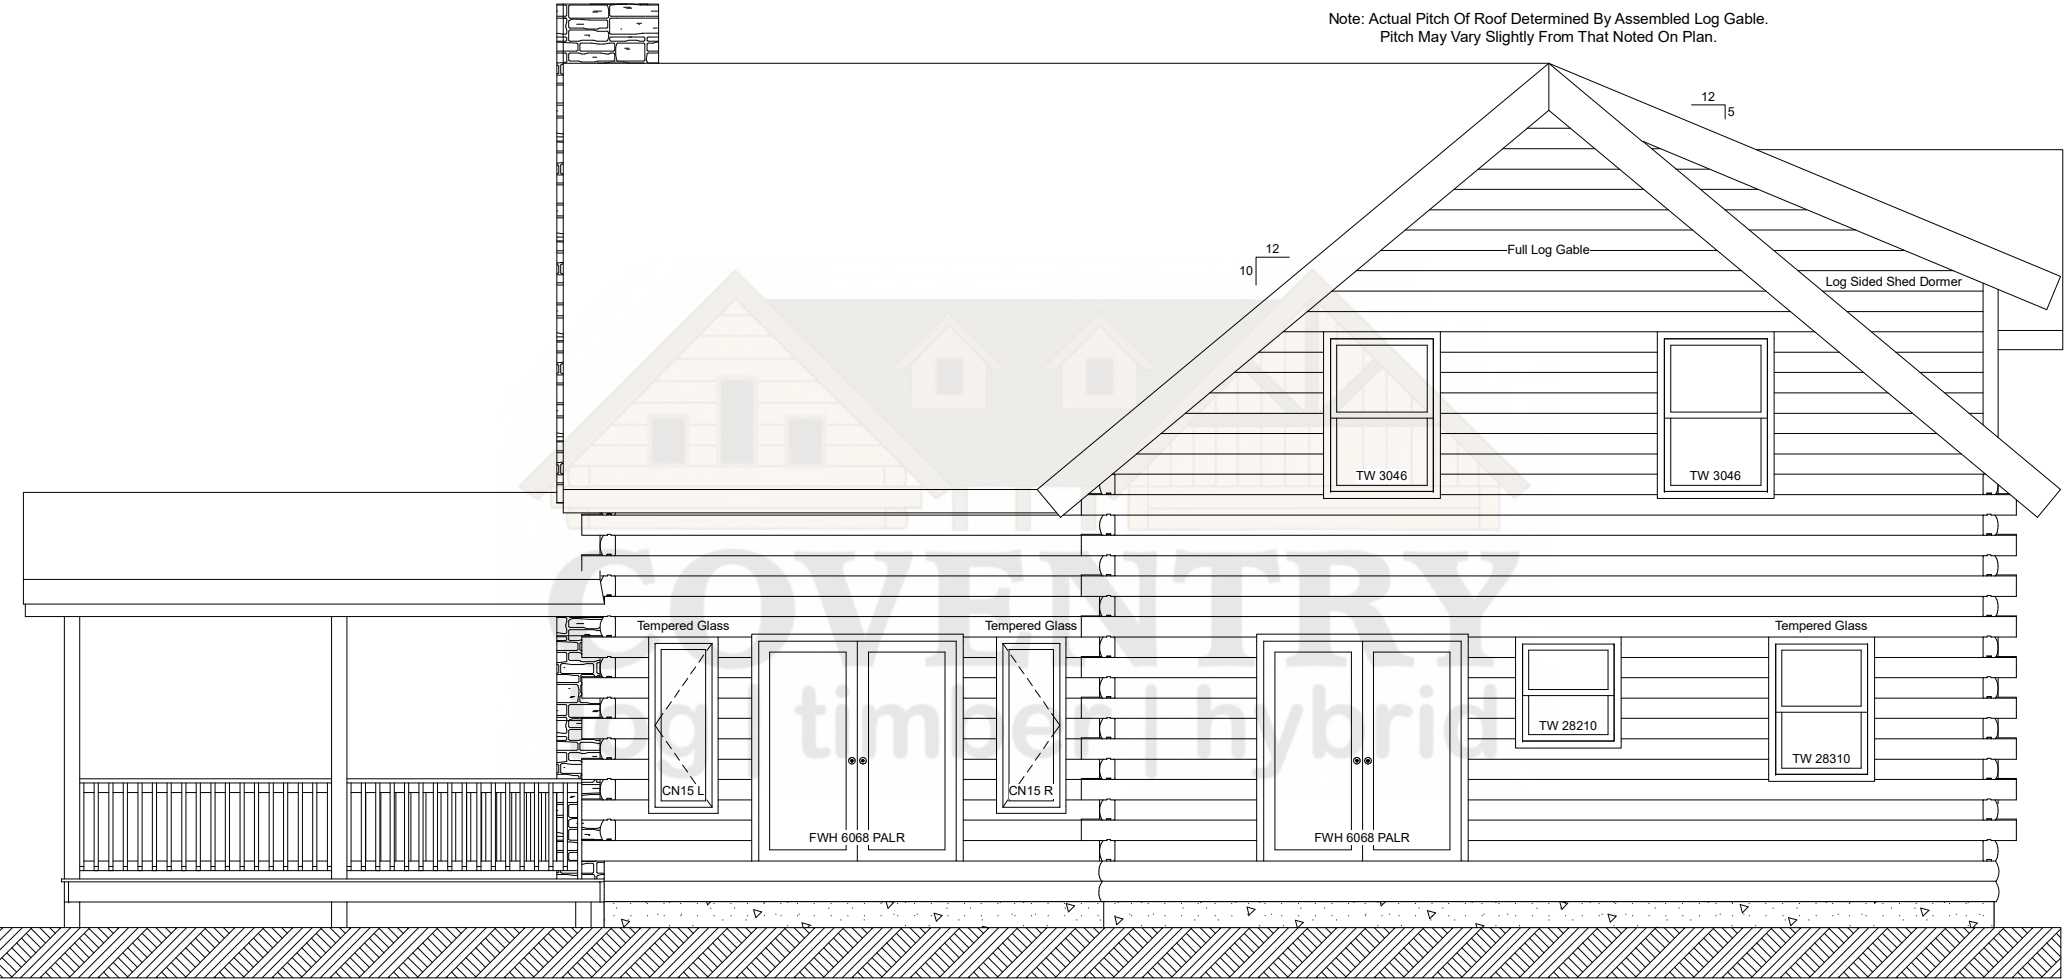 Note: Actual Pitch Of Roof Determined By Assembled Log Gable.
Pitch May Vary Slightly From That Noted On Plan.
12
5
12
10
Full Log Gable
Log Sided Shed Dormer
TW 3046
TW 3046
COVENTRY
log | timber | hybrid
Tempered Glass
Tempered Glass
Tempered Glass
CN15 L
CN15 R
TW 28210
TW 28310
FWH 6068 PALR
FWH 6068 PALR